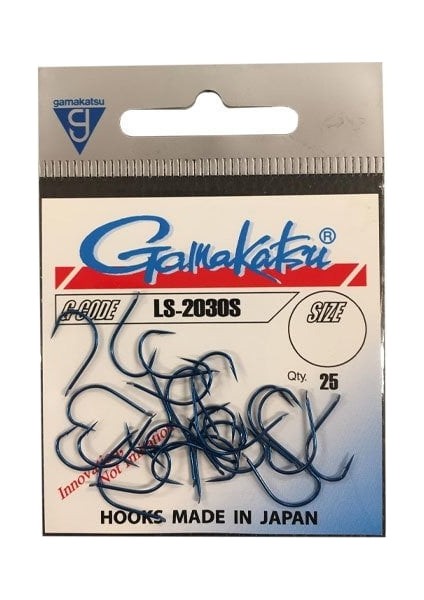 gamakatsu
G
Gamakatsu®
G-CODE
LS-2030S
SIZE
Qty. 25
Innovation
Not Imitation
HOOKS MADE IN JAPAN